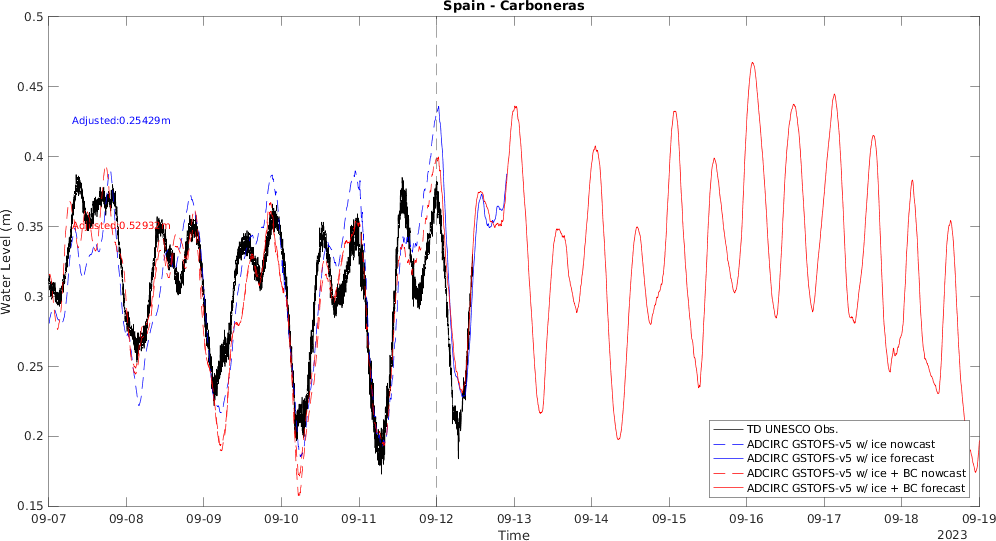 Spain - Carboneras
Water Level (m)
0.5
0.45
0.4
0.35
0.3
0.25
0.2
0.15
Adjusted:0.25429m
TD UNESCO Obs.
ADCIRC GSTOFS-v5 w/ ice nowcast
ADCIRC GSTOFS-v5 w/ ice forecast
ADCIRC GSTOFS-v5 w/ ice + BC nowcast
ADCIRC GSTOFS-v5 w/ ice + BC forecast
09-07 09-08 09-09 09-10 09-11 09-12 09-13 09-14 09-15 09-16 09-17 09-18 09-19
Time
2023